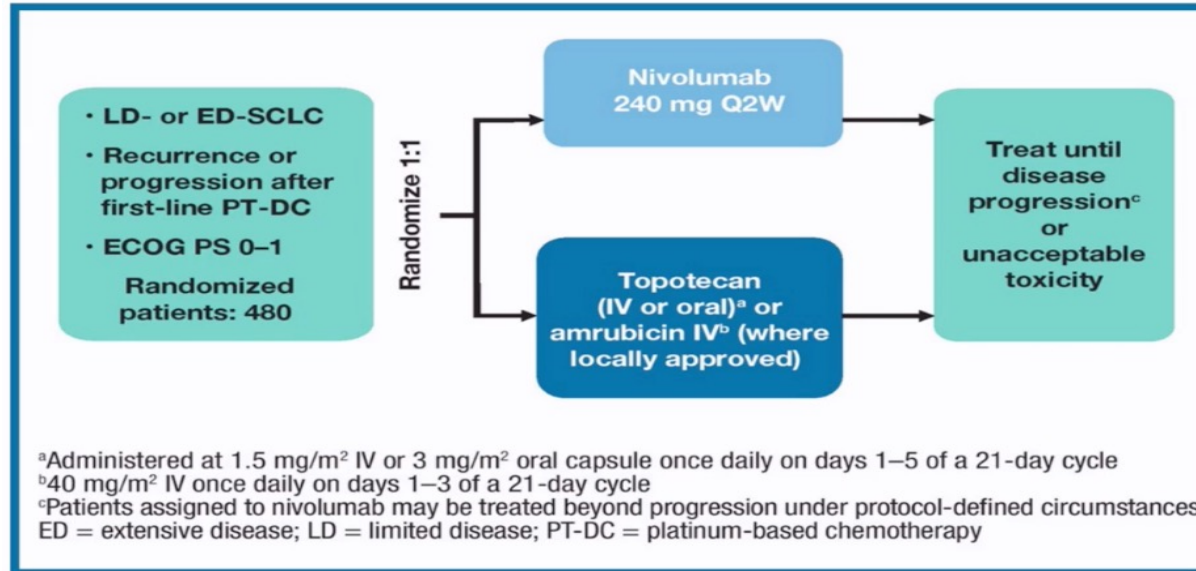 · LD- or ED-SCLC
· Recurrence or
progression after
first-line PT-DC
· ECOG PS 0–1
Randomized
patients: 480
Randomize 1:1
Nivolumab
240 mg Q2W
Topotecan
(IV or oral)ᵃ or
amrubicin IVᵇ (where
locally approved)
Treat until
disease
progressionᶜ
or
unacceptable
toxicity
ᵃAdministered at 1.5 mg/m² IV or 3 mg/m² oral capsule once daily on days 1–5 of a 21-day cycle
ᵇ40 mg/m² IV once daily on days 1–3 of a 21-day cycle
ᶜPatients assigned to nivolumab may be treated beyond progression under protocol-defined circumstances
ED = extensive disease; LD = limited disease; PT-DC = platinum-based chemotherapy